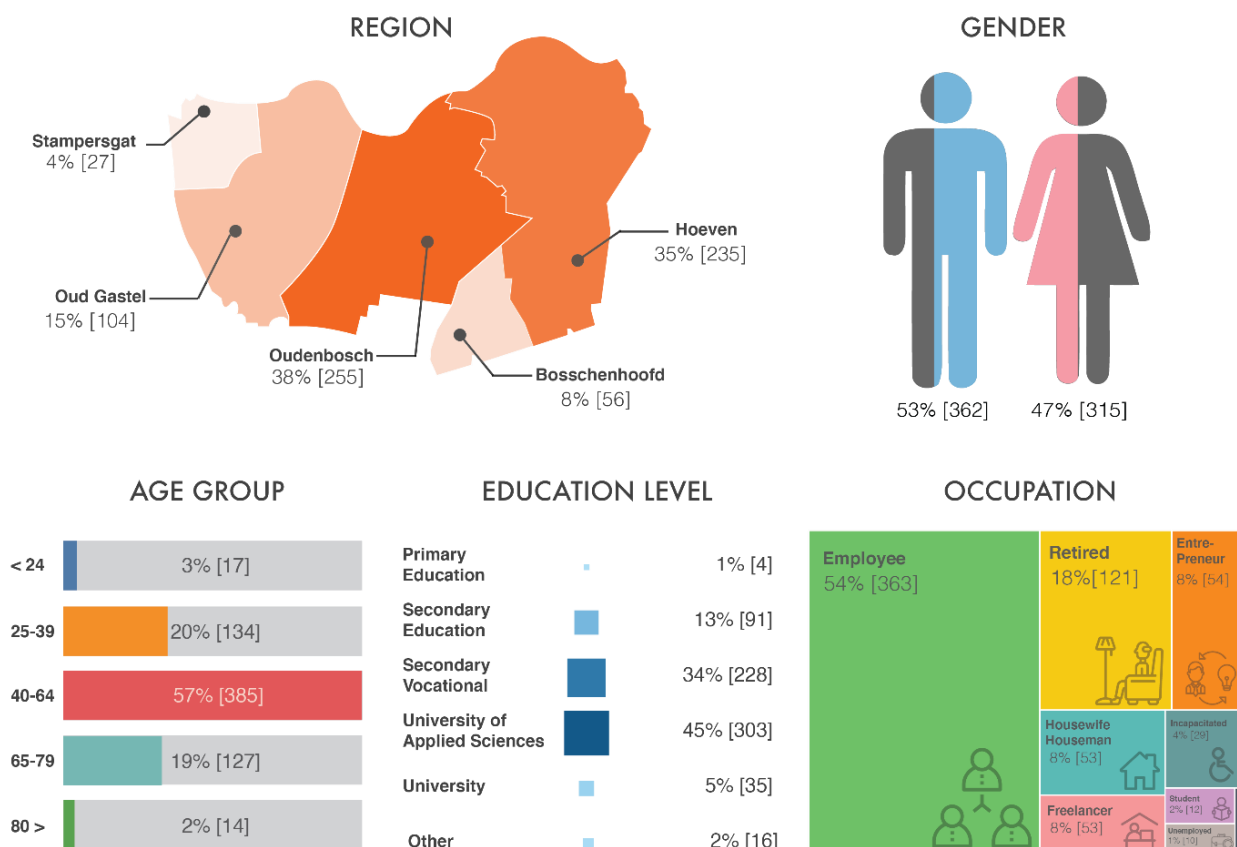 REGION
Stampersgat
4% [27]
Oud Gastel
15% [104]
Oudenbosch
38% [255]
Hoeven
35% [235]
Bosschenhoofd
8% [56]
GENDER
53% [362]
47% [315]
AGE GROUP
< 24
3% [17]
25-39
20% [134]
40-64
57% [385]
65-79
19% [127]
80 >
2% [14]
EDUCATION LEVEL
Primary
Education
1% [4]
Secondary
Education
13% [91]
Secondary
Vocational
34% [228]
University of
Applied Sciences
45% [303]
University
5% [35]
Other
2% [16]
OCCUPATION
Employee
54% [363]
Retired
18%[121]
Entre-
Preneur
8% [54]
Housewife
Houseman
8% [53]
Incapacitated
4% [29]
Freelancer
8% [53]
Student
2% [12]
Unemployed
1% [10]